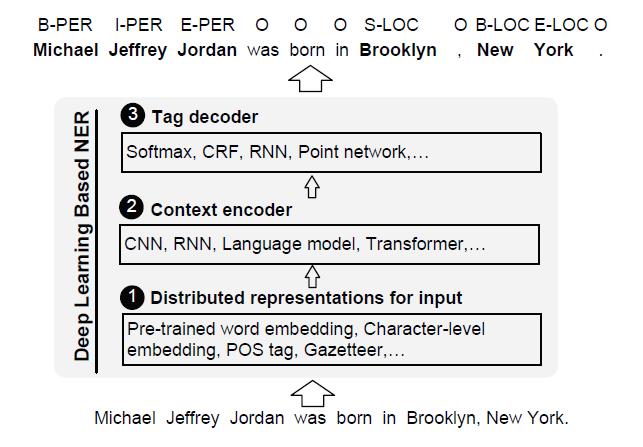 B-PER I-PER E-PER O O O S-LOC O B-LOC E-LOC O
Michael Jeffrey Jordan was born in Brooklyn , New York .
Deep Learning Based NER
3 Tag decoder
Softmax, CRF, RNN, Point network,...
2 Context encoder
CNN, RNN, Language model, Transformer,...
1 Distributed representations for input
Pre-trained word embedding, Character-level
embedding, POS tag, Gazetteer,...
Michael Jeffrey Jordan was born in Brooklyn, New York.